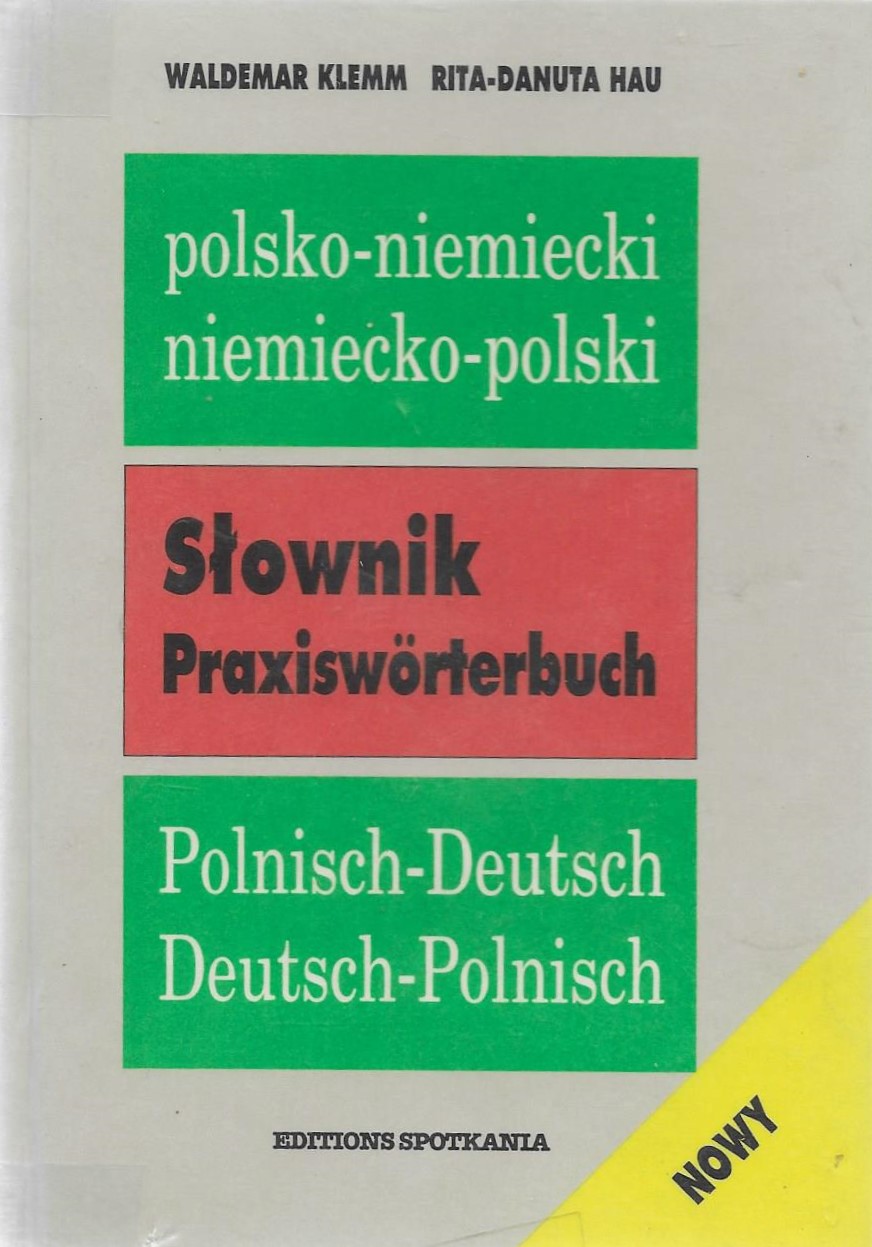 WALDEMAR KLEMM RITA-DANUTA HAU
polsko-niemiecki
niemiecko-polski
Słownik
Praxiswörterbuch
Polnisch-Deutsch
Deutsch-Polnisch
EDITIONS SPOTKANIA
NOWY